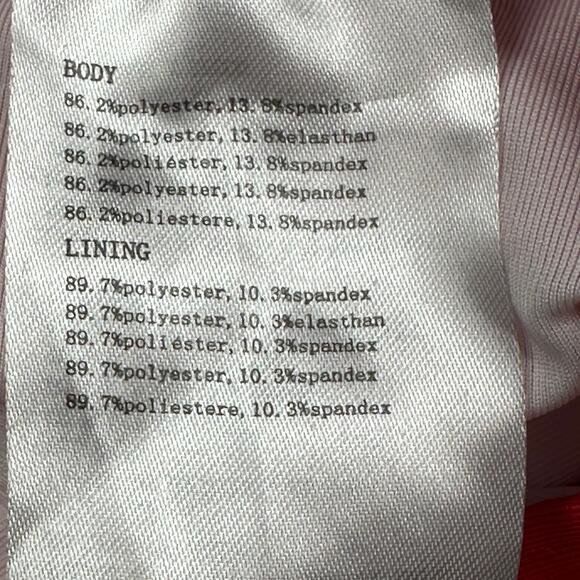 BODY
86.2%polyester, 13.8%spandex
86.2%polyester, 13.8%elasthan
86.2%poliéster, 13.8%spandex
86.2%polyester, 13.8%spandex
86.2%poliestere, 13.8%spandex
LINING
89.7%polyester, 10.3%spandex
89.7%polyester, 10.3%elasthan
89.7%poliéster, 10.3%spandex
89.7%polyester, 10.3%spandex
89.7%poliestere, 10.3%spandex